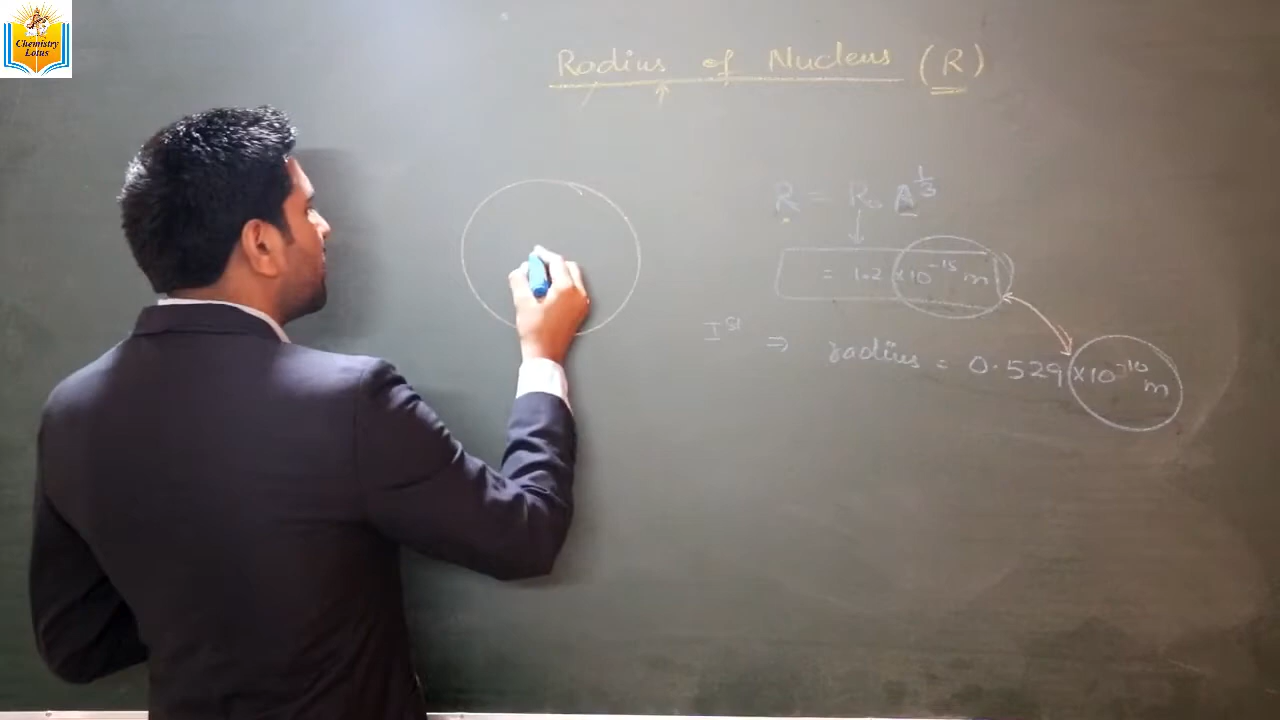 Chemistry
Lotus
Radius of Nucleus (R)
R = R₀ A^1/3
= 1.2 ×10⁻¹⁵ m
Iˢᵗ ⇒ radius = 0.529 ×10⁻¹⁰ m